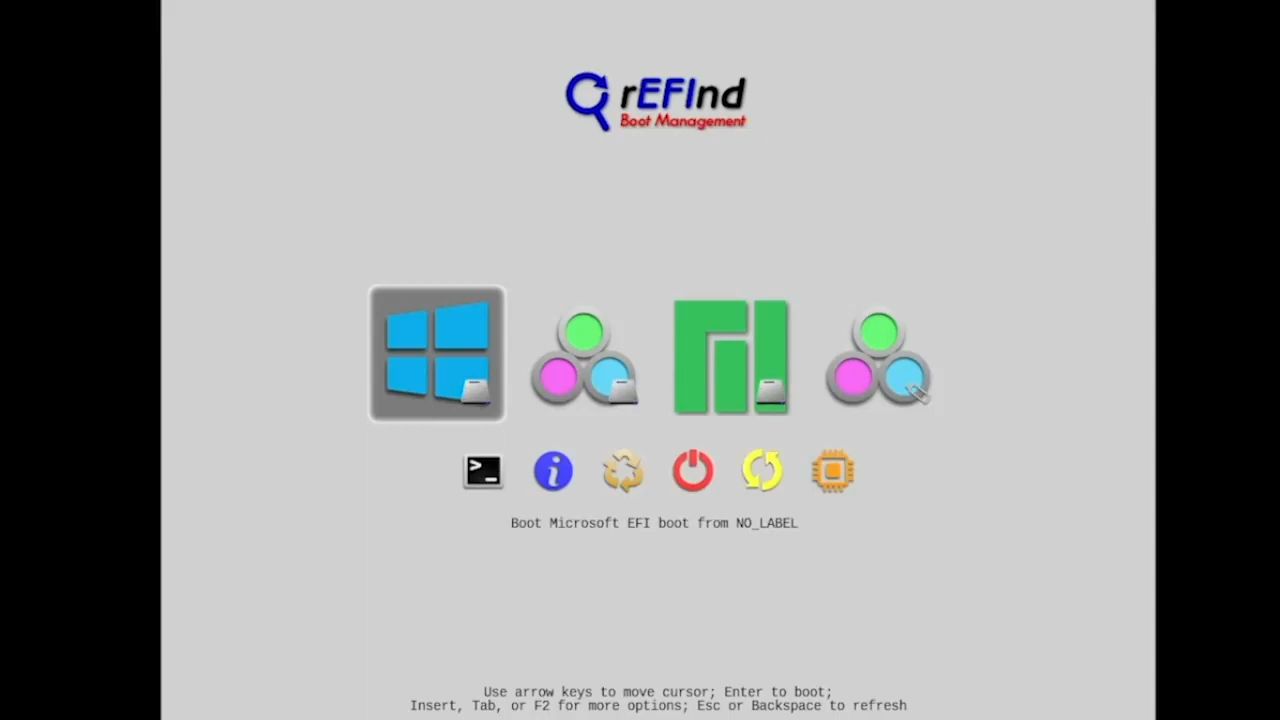 rEFInd
Boot Management
>_
i
Boot Microsoft EFI boot from NO_LABEL
Use arrow keys to move cursor; Enter to boot;
Insert, Tab, or F2 for more options; Esc or Backspace to refresh